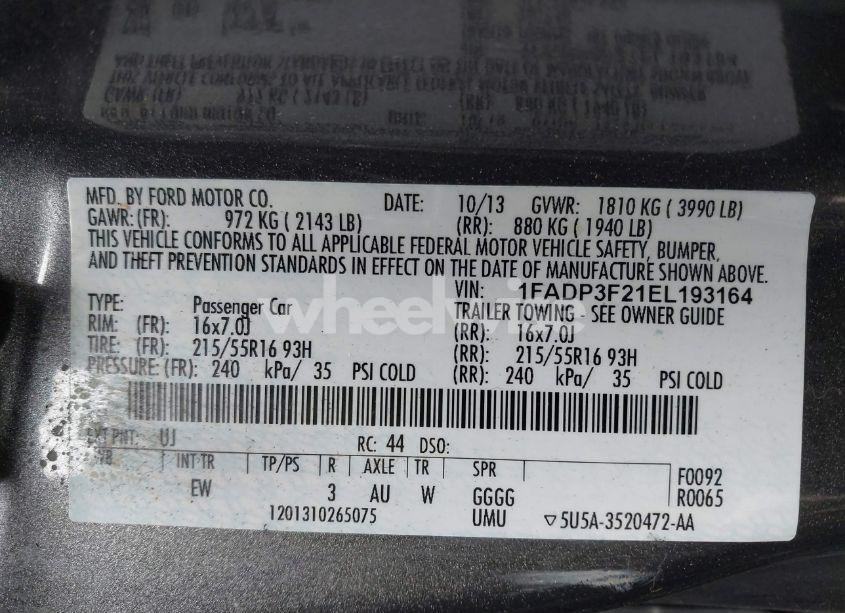 MFD. BY FORD MOTOR CO. DATE: 10/13 GVWR: 1810 KG ( 3990 LB)
GAWR: (FR): 972 KG ( 2143 LB) (RR): 880 KG ( 1940 LB)
THIS VEHICLE CONFORMS TO ALL APPLICABLE FEDERAL MOTOR VEHICLE SAFETY, BUMPER,
AND THEFT PREVENTION STANDARDS IN EFFECT ON THE DATE OF MANUFACTURE SHOWN ABOVE.
VIN: 1FADP3F21EL193164
TYPE: Passenger Car TRAILER TOWING - SEE OWNER GUIDE
RIM: (FR): 16x7.0J (RR): 16x7.0J
TIRE: (FR): 215/55R16 93H (RR): 215/55R16 93H
PRESSURE: (FR): 240 kPa/ 35 PSI COLD (RR): 240 kPa/ 35 PSI COLD
wheelwise
EXT PNT: UJ RC: 44 DSO:
WB INT TR TP/PS R AXLE TR SPR F0092
EW 3 AU W GGGG R0065
1201310265075 UMU ▽5U5A-3520472-AA